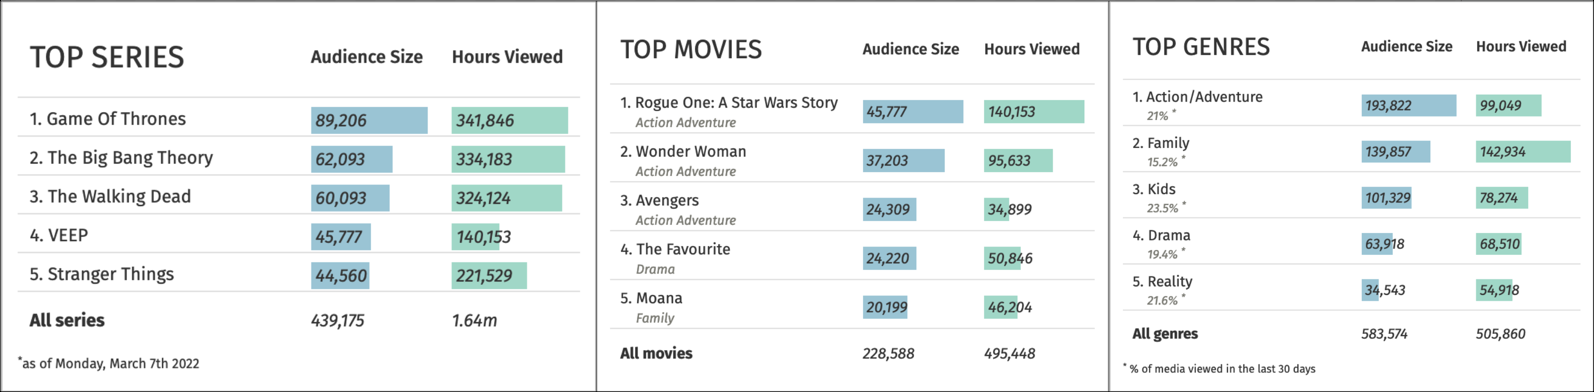 TOP SERIES Audience Size Hours Viewed
1. Game Of Thrones 89,206 341,846
2. The Big Bang Theory 62,093 334,183
3. The Walking Dead 60,093 324,124
4. VEEP 45,777 140,153
5. Stranger Things 44,560 221,529
All series 439,175 1.64m
*as of Monday, March 7th 2022
TOP MOVIES Audience Size Hours Viewed
1. Rogue One: A Star Wars Story 45,777 140,153
Action Adventure
2. Wonder Woman 37,203 95,633
Action Adventure
3. Avengers 24,309 34,899
Action Adventure
4. The Favourite 24,220 50,846
Drama
5. Moana 20,199 46,204
Family
All movies 228,588 495,448
TOP GENRES Audience Size Hours Viewed
1. Action/Adventure 193,822 99,049
21% *
2. Family 139,857 142,934
15.2% *
3. Kids 101,329 78,274
23.5% *
4. Drama 63,918 68,510
19.4% *
5. Reality 34,543 54,918
21.6% *
All genres 583,574 505,860
* % of media viewed in the last 30 days